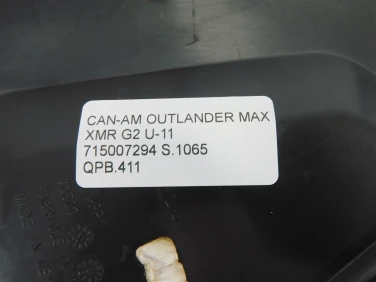 CAN-AM OUTLANDER MAX
XMR G2 U-11
715007294 S.1065
QPB.411